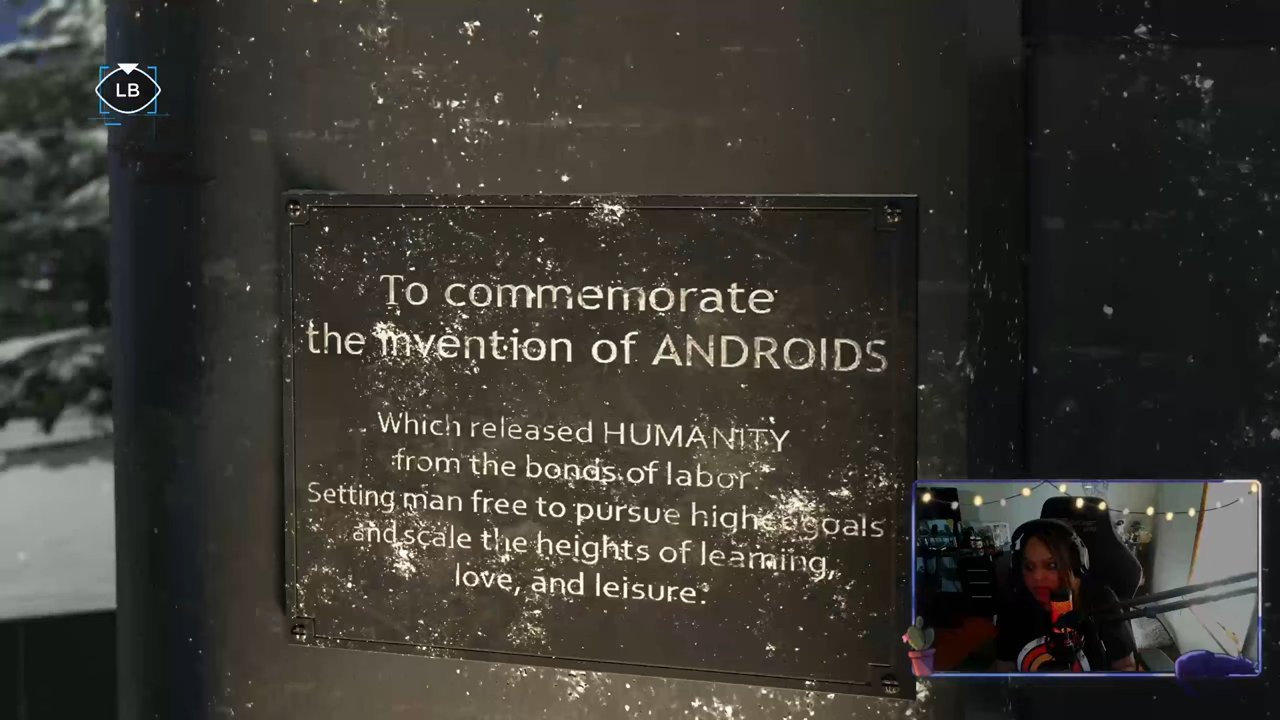 LB
To commemorate
the invention of ANDROIDS
Which released HUMANITY
from the bonds of labor.
Setting man free to pursue higher goals
and scale the heights of learning,
love, and leisure.